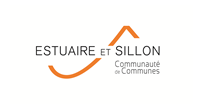 ESTUAIRE ET SILLON
Communauté
de Communes